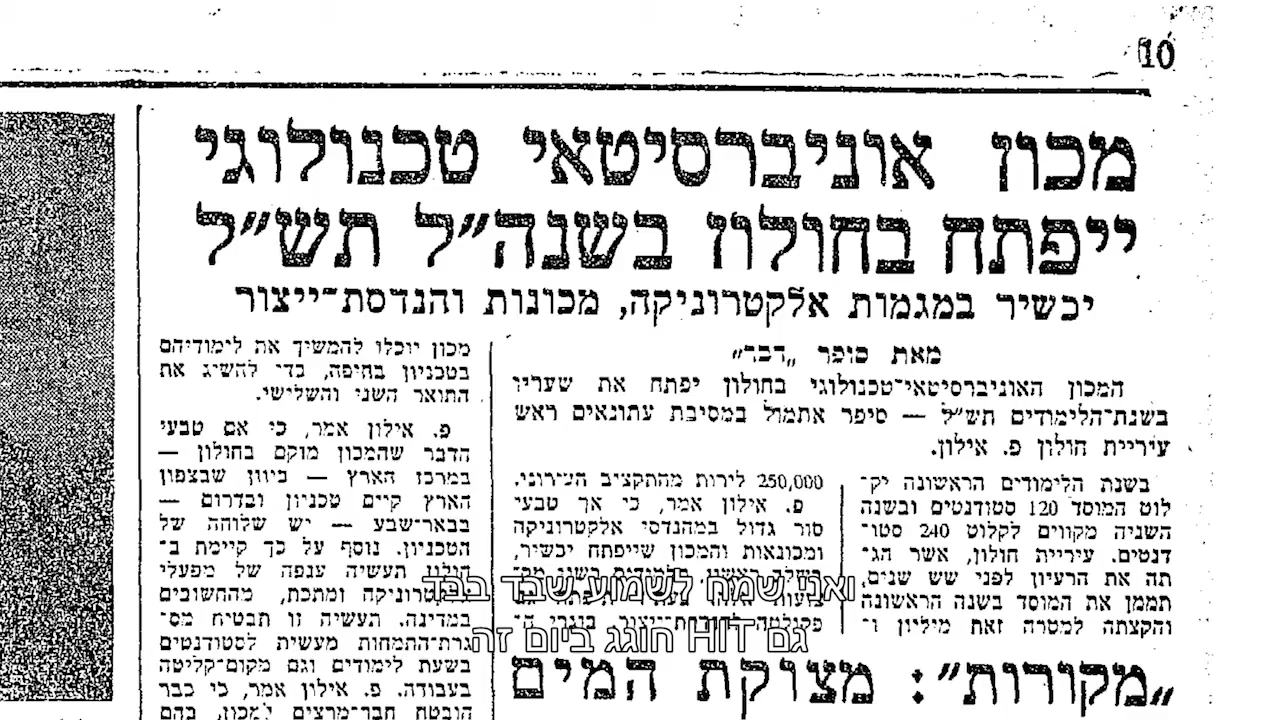 10
מכון אוניברסיטאי טכנולוגי
ייפתח בחולון בשנה״ל תש״ל
יכשיר במגמות אלקטרוניקה, מכונות והנדסת־ייצור
מאת סופר „דבר״
המכון האוניברסיטאי־טכנולוגי בחולון יפתח את שעריו
בשנת־הלימודים תש״ל — סיפר אתמול במסיבת עתונאים ראש
עיריית חולון פ. אילון.
בשנת הלימודים הראשונה יק־
לוט המוסד 120 סטודנטים ובשנה
השניה מקווים לקלוט 240 סטו־
דנטים. עיריית חולון, אשר הג־
תה את הרעיון לפני שש שנים,
תממן את המוסד בשנה הראשונה
והקצתה למטרה זאת מיליון ו־
250,000 לירות מהתקציב העירוני.
פ. אילון אמר, כי אך טבעי
סור גדול במהנדסי אלקטרוניקה
ומכונאות והמכון שייפתח יכשיר,
מכון יוכלו להמשיך את לימודיהם
בטכניון בחיפה, בדי להשיג את
התואר השני והשלישי.
פ. אילון אמר, כי אם טבעי
הדבר שהמכון מוקם בחולון —
במרכז הארץ — כיוון שבצפון
הארץ קיים טכניון ובדרום —
בבאר־שבע — יש שלוחה של
הטכניון. נוסף על כך קיימת ב־
חולון תעשיה ענפה של מפעלי
אלקטרוניקה ומתכת, מהחשובים
במדינה. תעשיה זו תבטיח מס־
גרת־התמחות מעשית לסטודנטים
בשעת לימודים וגם מקום־קליטה
בעבודה. פ. אילון אמר, כי כבר
הובטח חבר־מרצים למכון, בהם
„מקורות״: מצוקת המים
ואני שמח לשמוע שבד בבד
גם HIT חוגג ביום זה